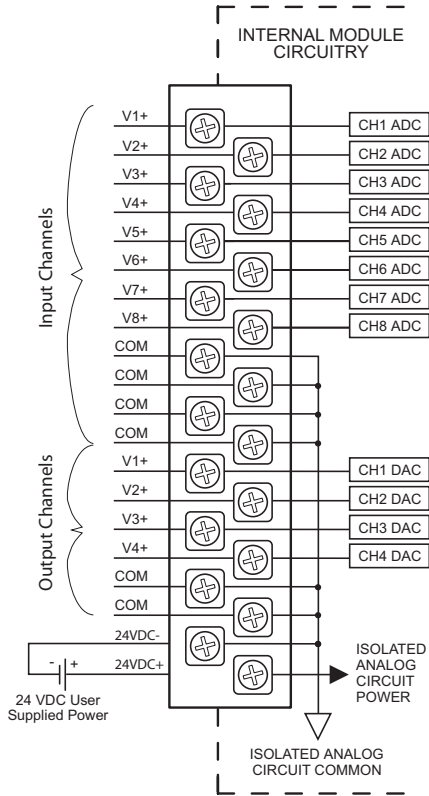 INTERNAL MODULE
CIRCUITRY
V1+
CH1 ADC
V2+
CH2 ADC
V3+
CH3 ADC
V4+
CH4 ADC
V5+
CH5 ADC
V6+
CH6 ADC
V7+
CH7 ADC
V8+
CH8 ADC
Input Channels
COM
COM
COM
COM
V1+
CH1 DAC
V2+
CH2 DAC
V3+
CH3 DAC
V4+
CH4 DAC
Output Channels
COM
COM
24VDC-
24VDC+
- +
24 VDC User
Supplied Power
ISOLATED
ANALOG
CIRCUIT
POWER
ISOLATED ANALOG
CIRCUIT COMMON